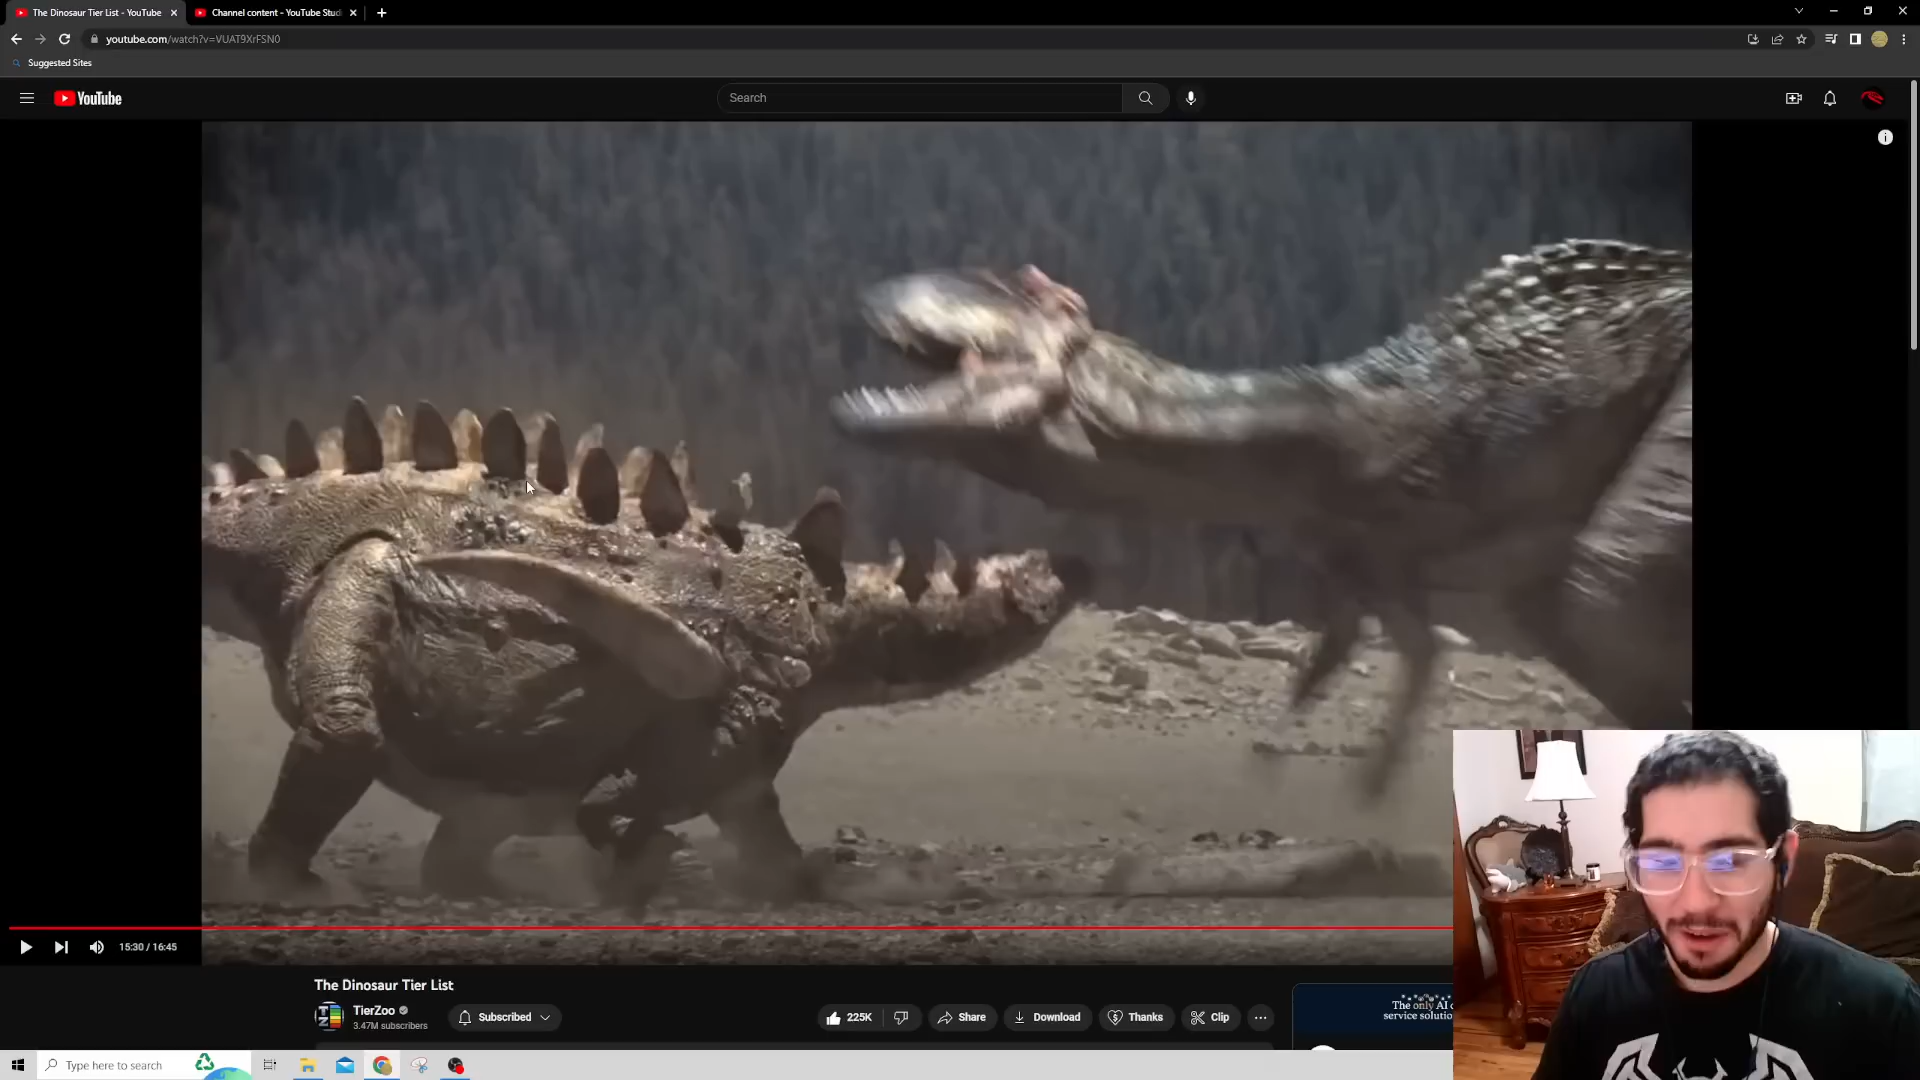 The Dinosaur Tier List - YouTube
Channel content - YouTube Stud
youtube.com/watch?v=VUAT9XrFSN0
Suggested Sites
YouTube
Search
15:30 / 16:45
The Dinosaur Tier List
TierZoo
3.47M subscribers
Subscribed
225K
Share
Download
Thanks
Clip
The only AI
service solutio
Type here to search